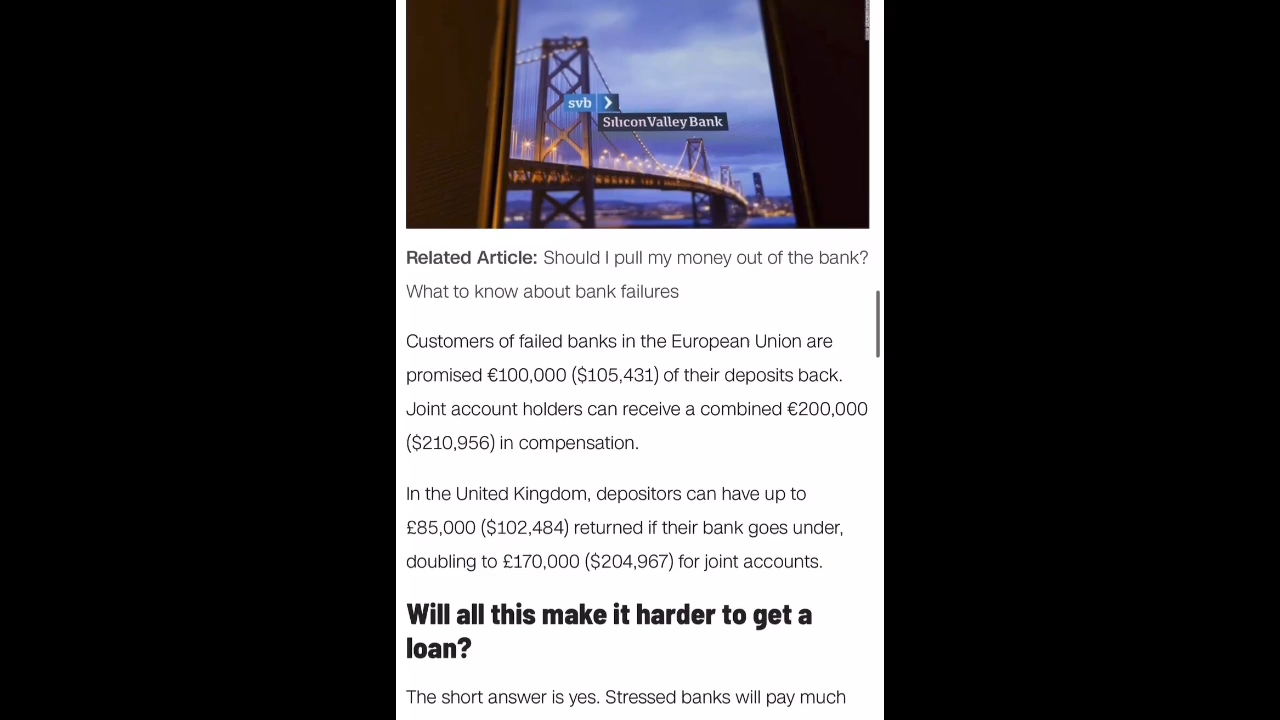 svb
Silicon Valley Bank
Related Article: Should I pull my money out of the bank?
What to know about bank failures
Customers of failed banks in the European Union are
promised €100,000 ($105,431) of their deposits back.
Joint account holders can receive a combined €200,000
($210,956) in compensation.
In the United Kingdom, depositors can have up to
£85,000 ($102,484) returned if their bank goes under,
doubling to £170,000 ($204,967) for joint accounts.
Will all this make it harder to get a
loan?
The short answer is yes. Stressed banks will pay much